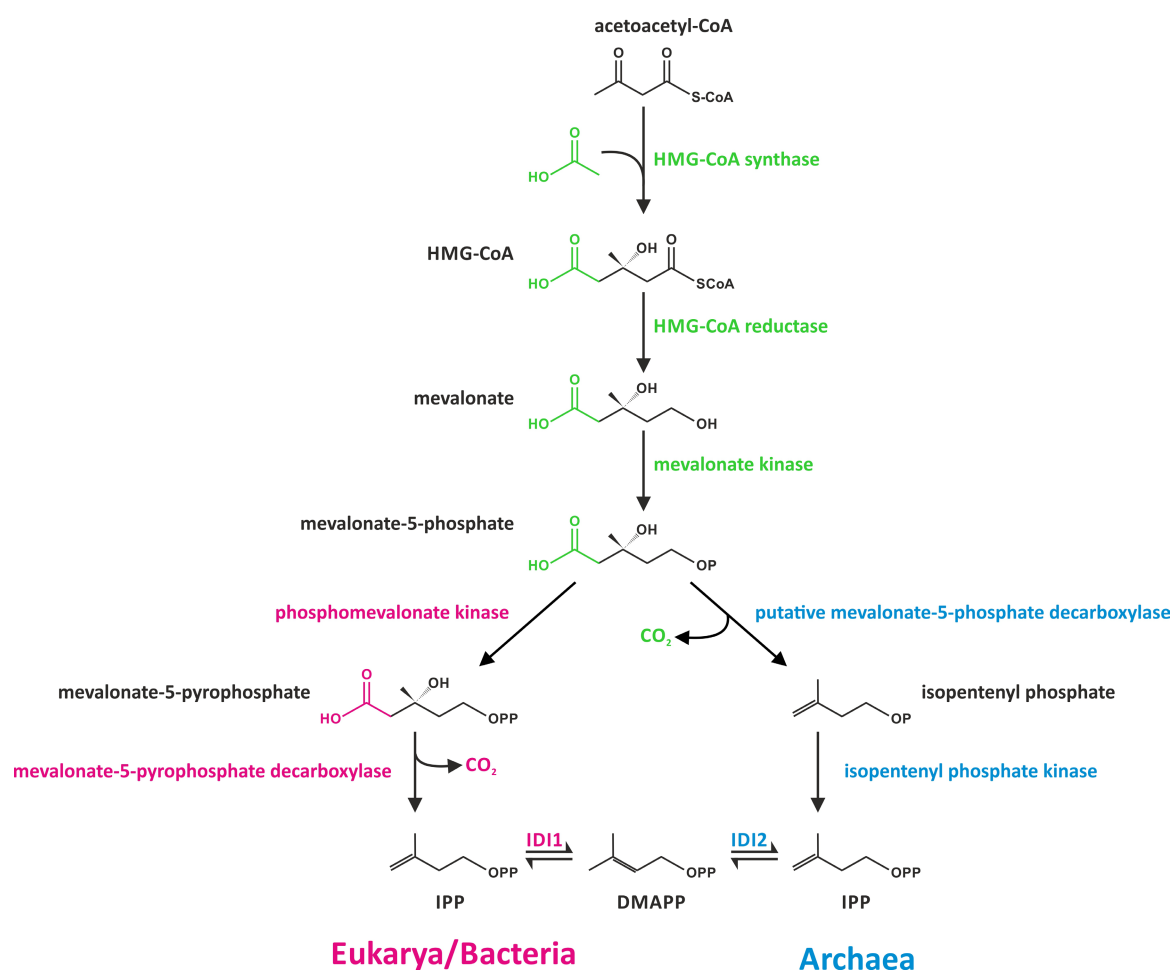 acetoacetyl-CoA
O O
S-CoA
O
HO
HMG-CoA synthase
HMG-CoA
O OH O
HO SCoA
HMG-CoA reductase
mevalonate
O OH
HO OH
mevalonate kinase
mevalonate-5-phosphate
O OH
HO OP
phosphomevalonate kinase
putative mevalonate-5-phosphate decarboxylase
CO₂
mevalonate-5-pyrophosphate
O OH
HO OPP
isopentenyl phosphate
OP
mevalonate-5-pyrophosphate decarboxylase
CO₂
isopentenyl phosphate kinase
IDI1 IDI2
OPP OPP OPP
IPP DMAPP IPP
Eukarya/Bacteria Archaea